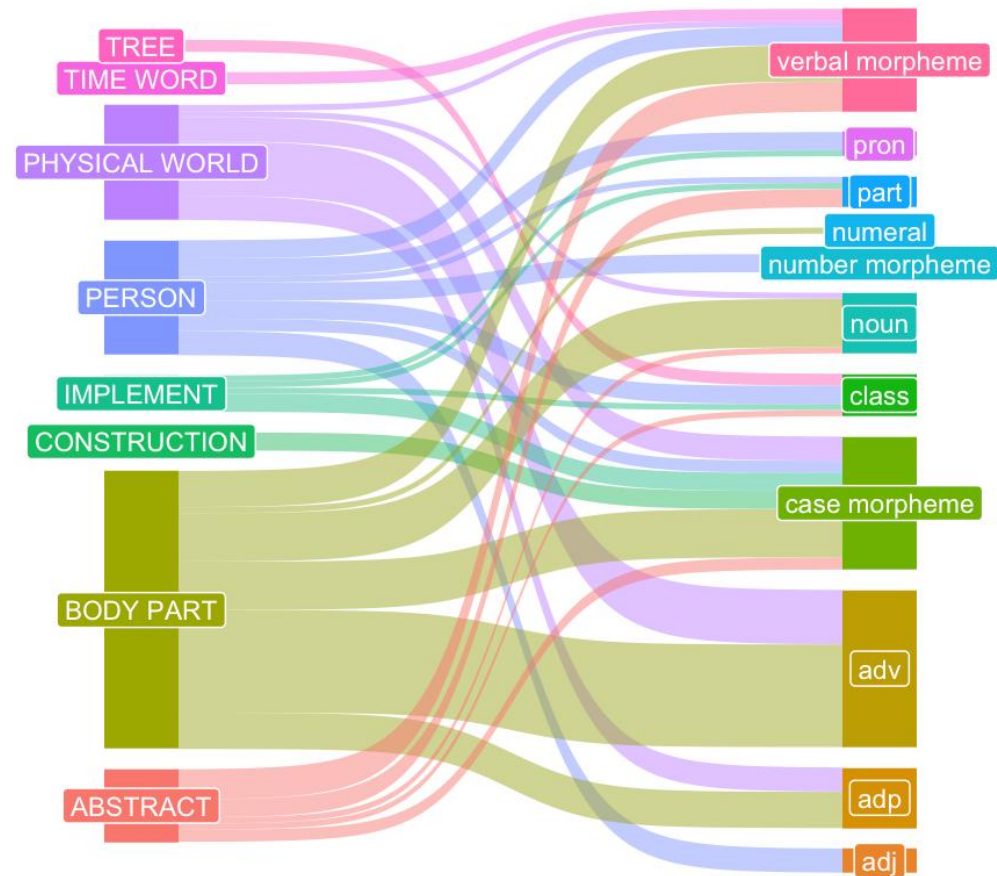 TREE
TIME WORD
PHYSICAL WORLD
PERSON
IMPLEMENT
CONSTRUCTION
BODY PART
ABSTRACT
verbal morpheme
pron
part
numeral
number morpheme
noun
class
case morpheme
adv
adp
adj